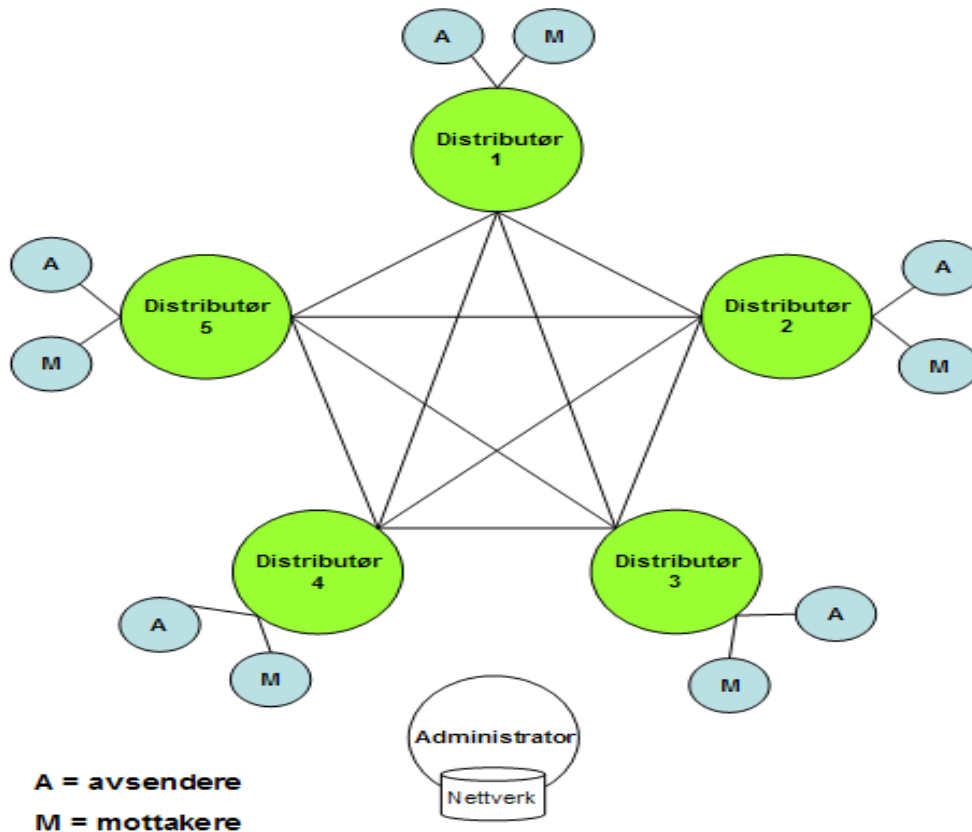 A
M
Distributør
1
A
M
Distributør
5
Distributør
2
A
M
Distributør
4
A
M
Distributør
3
A
M
Administrator
Nettverk
A = avsendere
M = mottakere